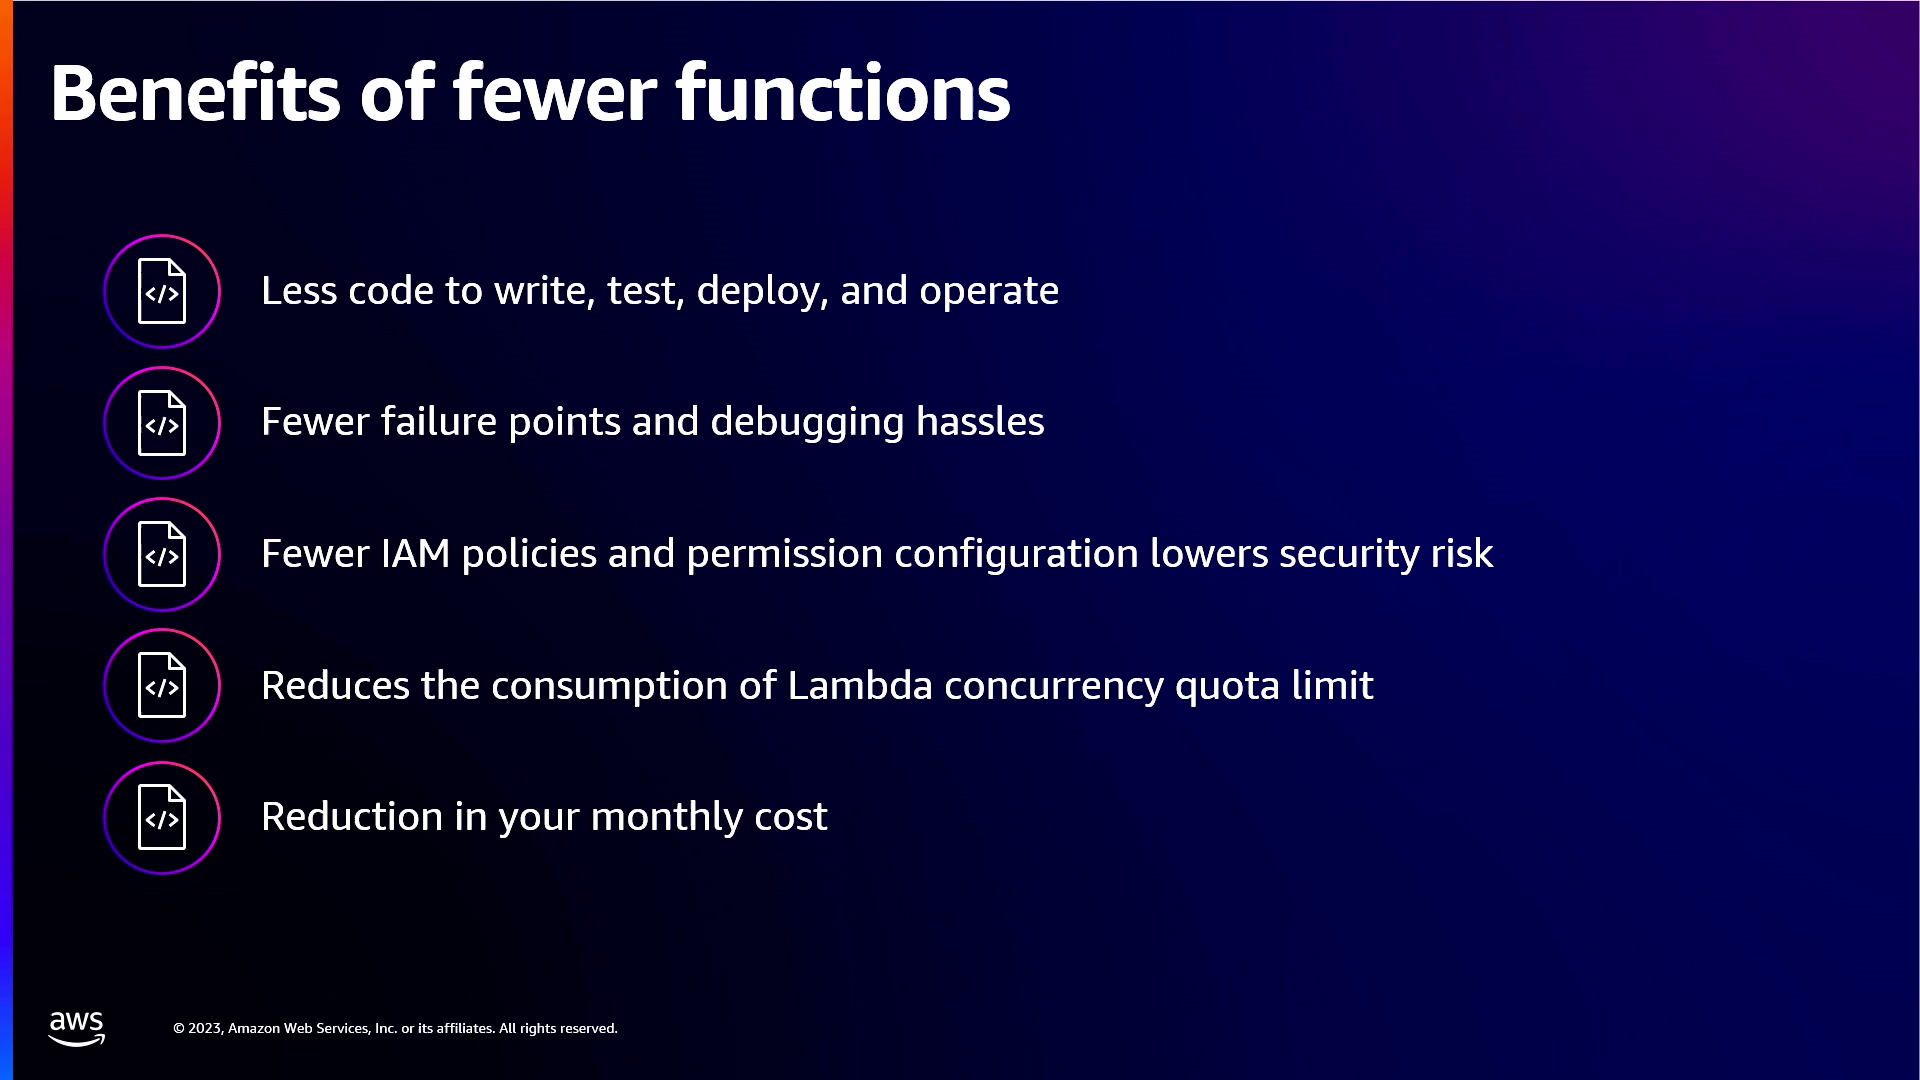 Benefits of fewer functions
</>
Less code to write, test, deploy, and operate
</>
Fewer failure points and debugging hassles
</>
Fewer IAM policies and permission configuration lowers security risk
</>
Reduces the consumption of Lambda concurrency quota limit
</>
Reduction in your monthly cost
aws
© 2023, Amazon Web Services, Inc. or its affiliates. All rights reserved.